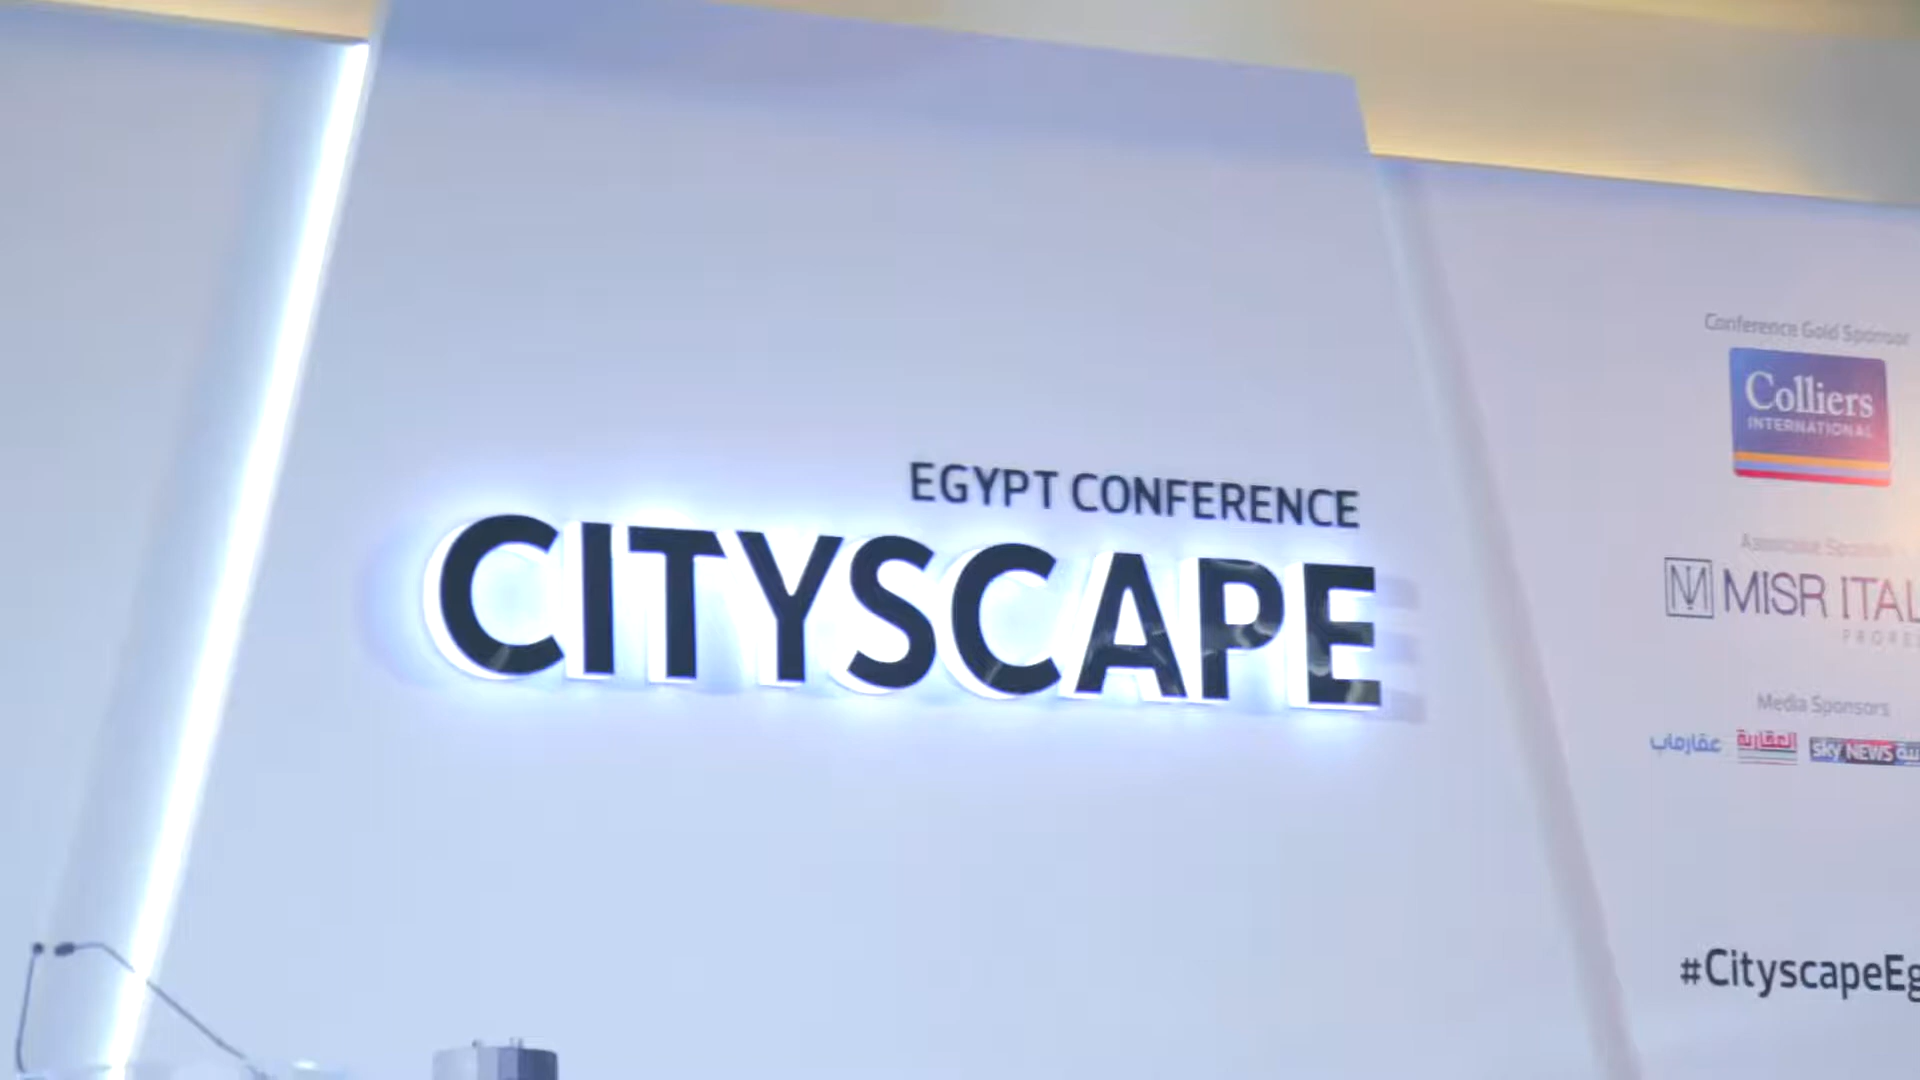 EGYPT CONFERENCE
CITYSCAPE
Conference Gold Sponsor
Colliers
INTERNATIONAL
MISR ITAL
Media Sponsors
عقارماب العقارية sky NEWS
#CityscapeEg